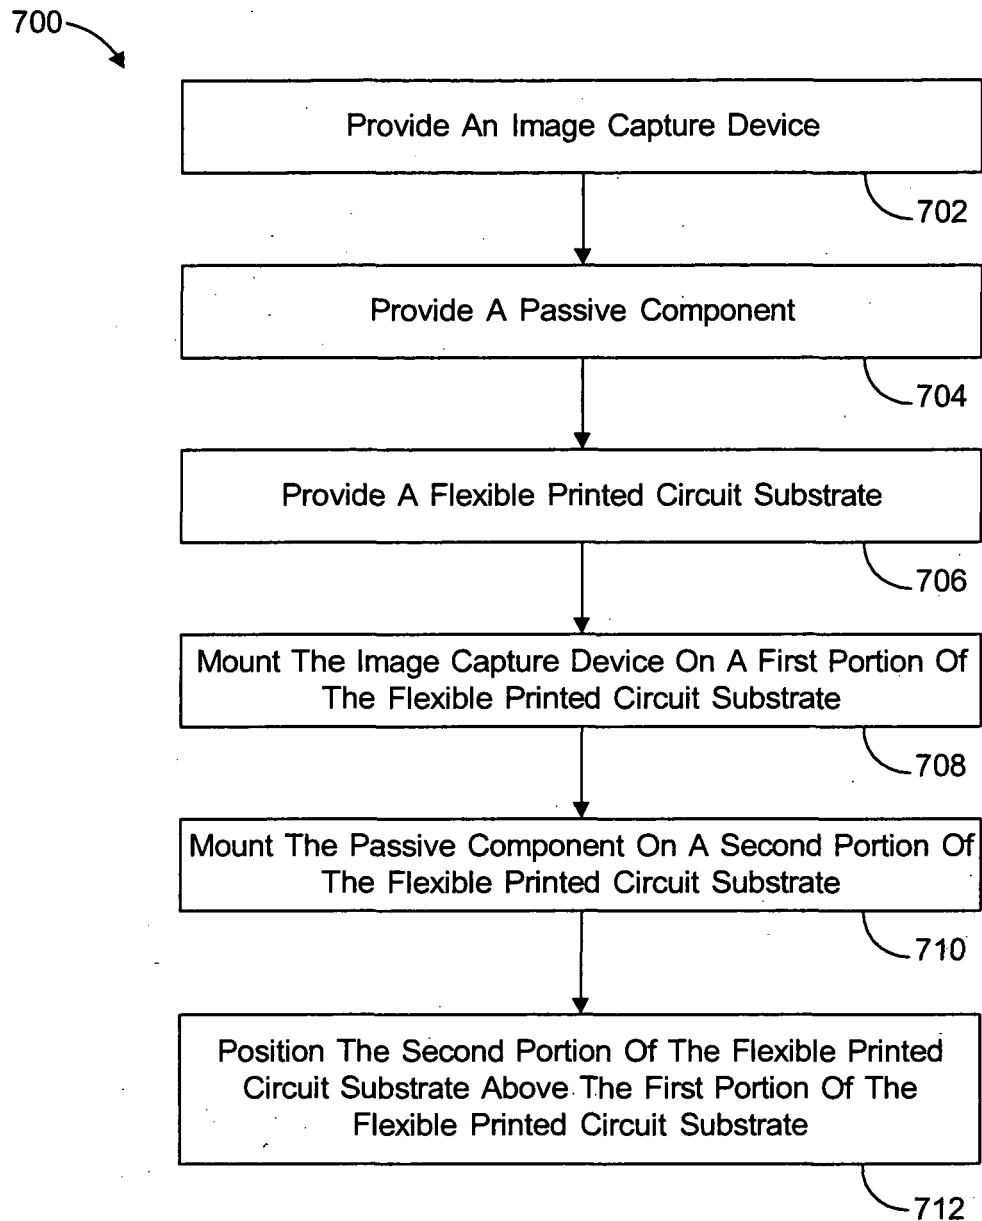 700
Provide An Image Capture Device
702
Provide A Passive Component
704
Provide A Flexible Printed Circuit Substrate
706
Mount The Image Capture Device On A First Portion Of
The Flexible Printed Circuit Substrate
708
Mount The Passive Component On A Second Portion Of
The Flexible Printed Circuit Substrate
710
Position The Second Portion Of The Flexible Printed
Circuit Substrate Above The First Portion Of The
Flexible Printed Circuit Substrate
712